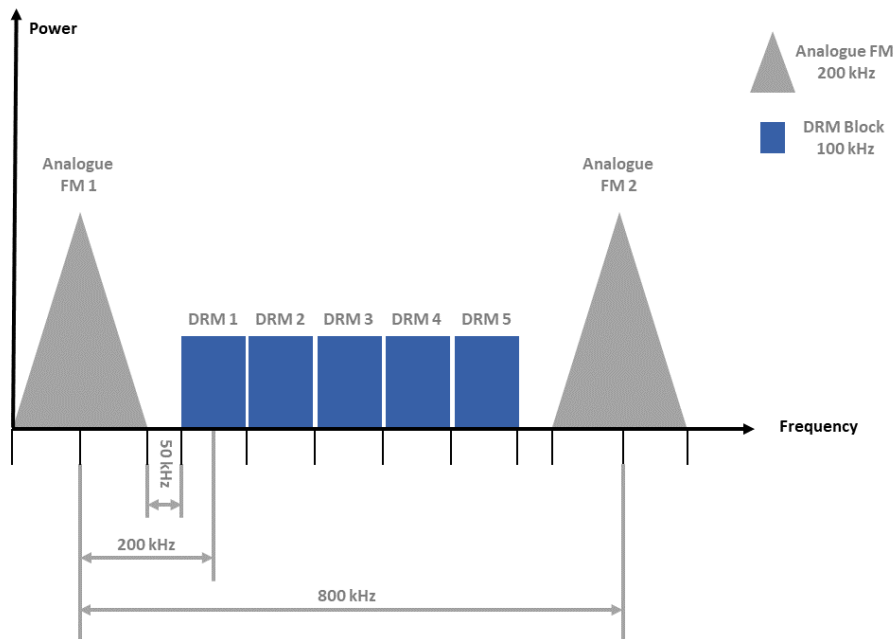 Power
Analogue FM
200 kHz
DRM Block
100 kHz
Analogue
FM 1
Analogue
FM 2
DRM 1
DRM 2
DRM 3
DRM 4
DRM 5
Frequency
50 kHz
200 kHz
800 kHz